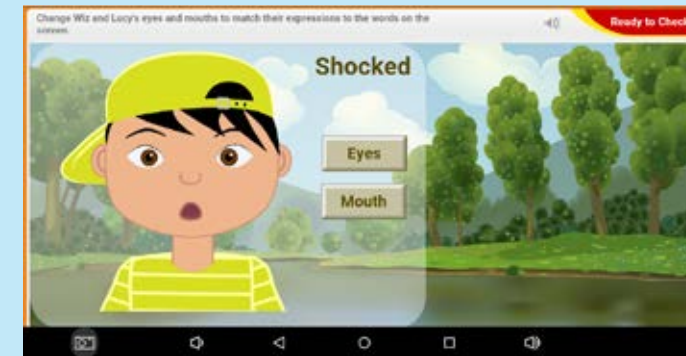 Change Wiz and Lucy's eyes and mouths to match their expressions to the words on the
screen.
Ready to Check
Shocked
Eyes
Mouth